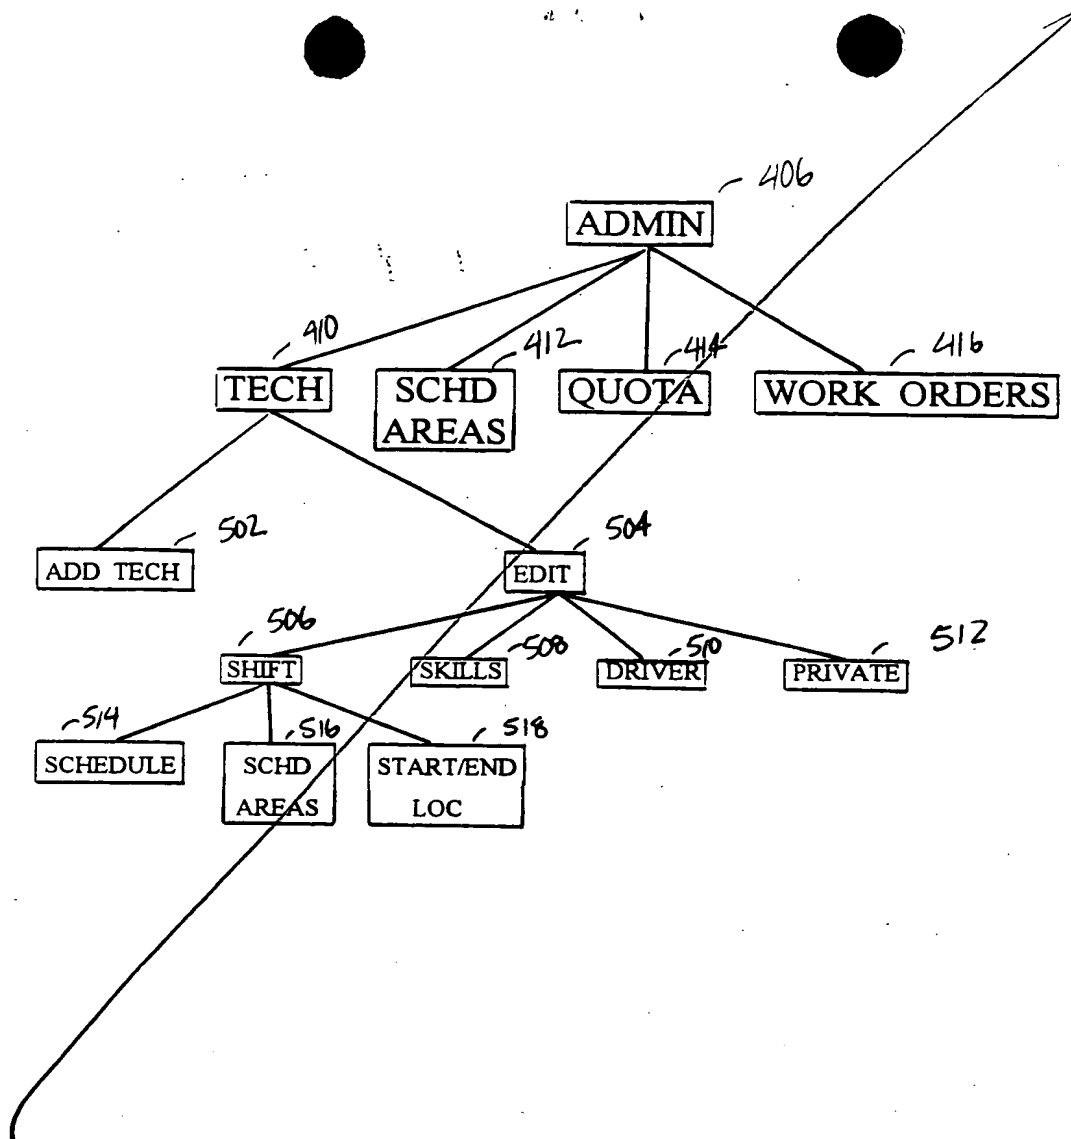 406
ADMIN
410
412
414
416
TECH
SCHD
AREAS
QUOTA
WORK ORDERS
502
504
ADD TECH
EDIT
506
508
510
512
SHIFT
SKILLS
DRIVER
PRIVATE
514
516
518
SCHEDULE
SCHD
AREAS
START/END
LOC